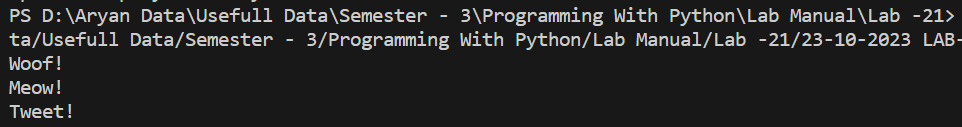 PS D:\Aryan Data\Usefull Data\Semester - 3\Programming With Python\Lab Manual\Lab -21>
ta/Usefull Data/Semester - 3/Programming With Python/Lab Manual/Lab -21/23-10-2023 LAB-
Woof!
Meow!
Tweet!